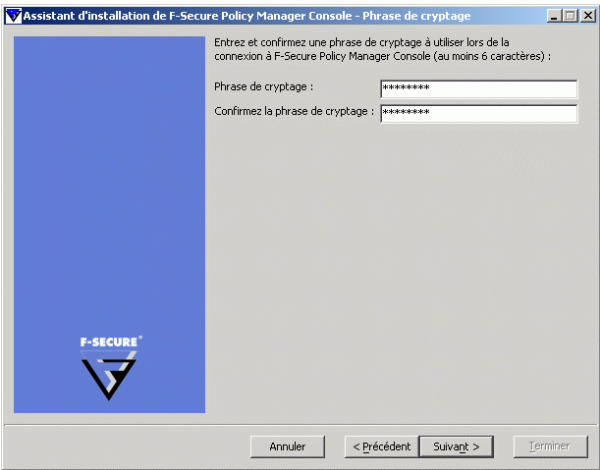 Assistant d'installation de F-Secure Policy Manager Console - Phrase de cryptage
Entrez et confirmez une phrase de cryptage à utiliser lors de la
connexion à F-Secure Policy Manager Console (au moins 6 caractères) :
Phrase de cryptage : ********
Confirmez la phrase de cryptage : ********
F-SECURE®
Annuler < Précédent Suivant > Terminer